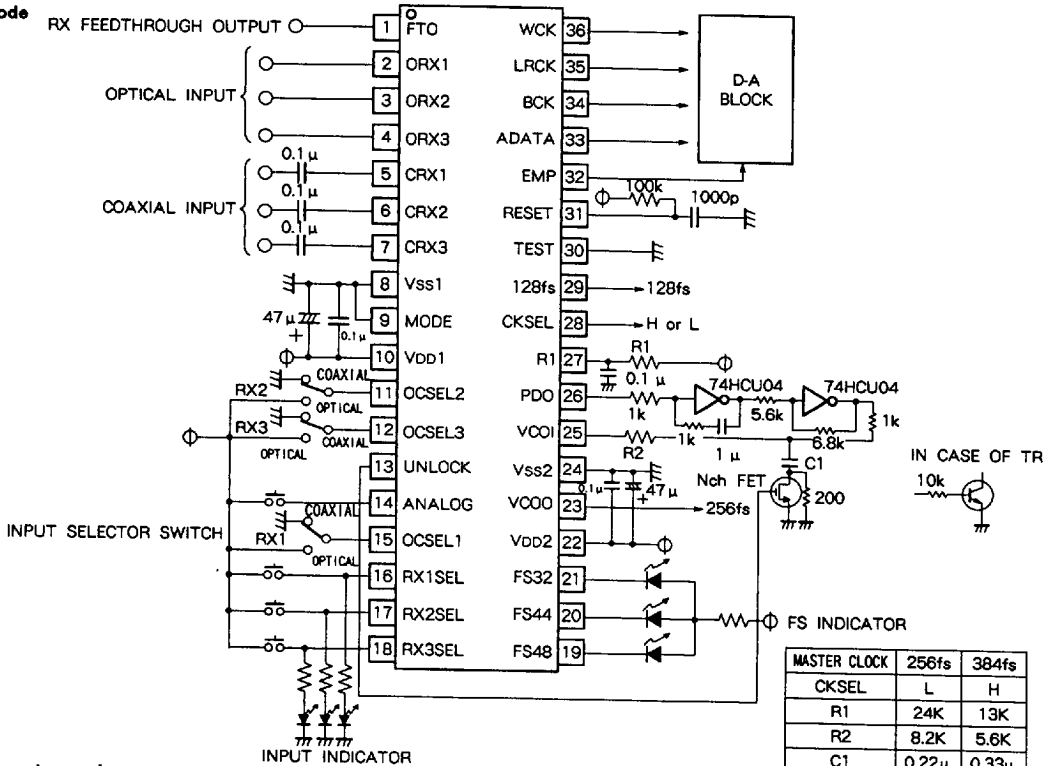 ode
RX FEEDTHROUGH OUTPUT
OPTICAL INPUT
COAXIAL INPUT
0.1 μ
0.1 μ
0.1 μ
1 FTO
2 ORX1
3 ORX2
4 ORX3
5 CRX1
6 CRX2
7 CRX3
8 Vss1
9 MODE
10 VDD1
11 OCSEL2
12 OCSEL3
13 UNLOCK
14 ANALOG
15 OCSEL1
16 RX1SEL
17 RX2SEL
18 RX3SEL
47 μ
+
0.1 μ
COAXIAL
RX2
OPTICAL
RX3
COAXIAL
OPTICAL
COAXIAL
INPUT SELECTOR SWITCH
RX1
OPTICAL
INPUT INDICATOR
WCK 36
LRCK 35
BCK 34
ADATA 33
EMP 32
RESET 31
TEST 30
128fs 29
CKSEL 28
R1 27
PDO 26
VCOI 25
Vss2 24
VCOO 23
VDD2 22
FS32 21
FS44 20
FS48 19
D-A
BLOCK
100k
1000p
128fs
H or L
R1
0.1 μ
74HCU04
74HCU04
1k
5.6k
1k
1k
1 μ
6.8k
R2
C1
Nch FET
200
0.1μ
+ 47 μ
256fs
IN CASE OF TR
10k
FS INDICATOR
MASTER CLOCK 256fs 384fs
CKSEL L H
R1 24K 13K
R2 8.2K 5.6K
C1 0.22μ 0.33μ